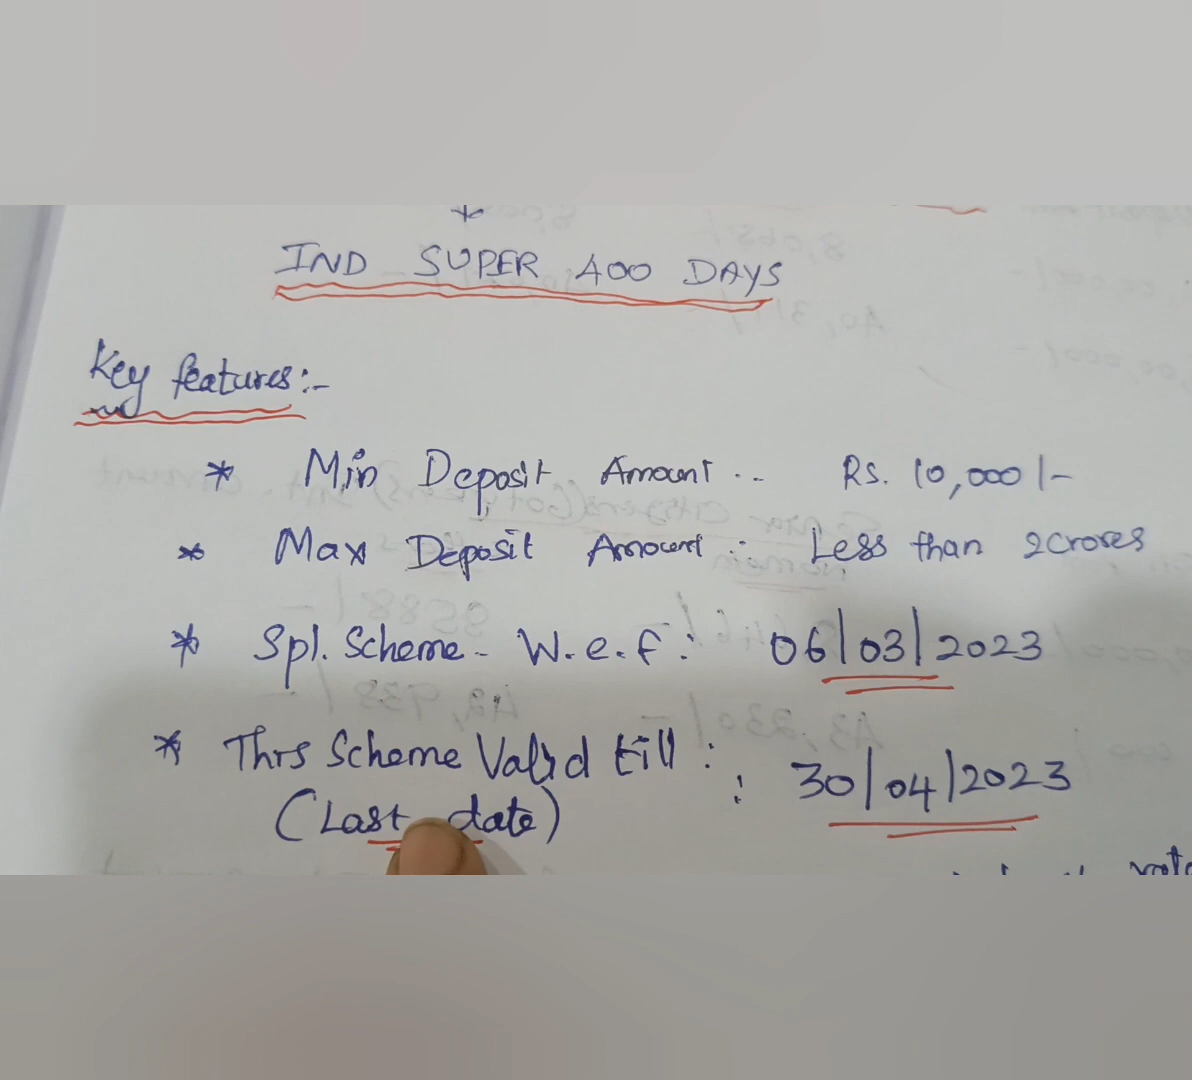 IND SUPER 400 DAYS
Key features:-
* Min Deposit Amount .. Rs. 10,000/-
* Max Deposit Amount : Less than 2crores
* Spl. Scheme - W.e.f : 06/03/2023
* This Scheme Valid till : : 30/04/2023
(Last date)